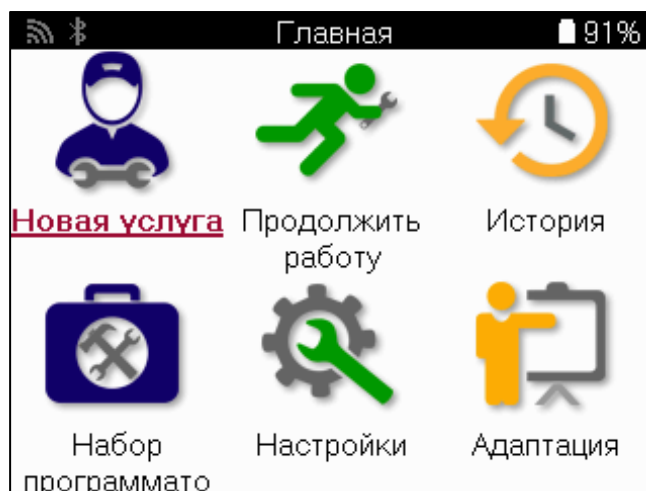 Главная 91%
Новая услуга Продолжить работу История
Набор программато Настройки Адаптация